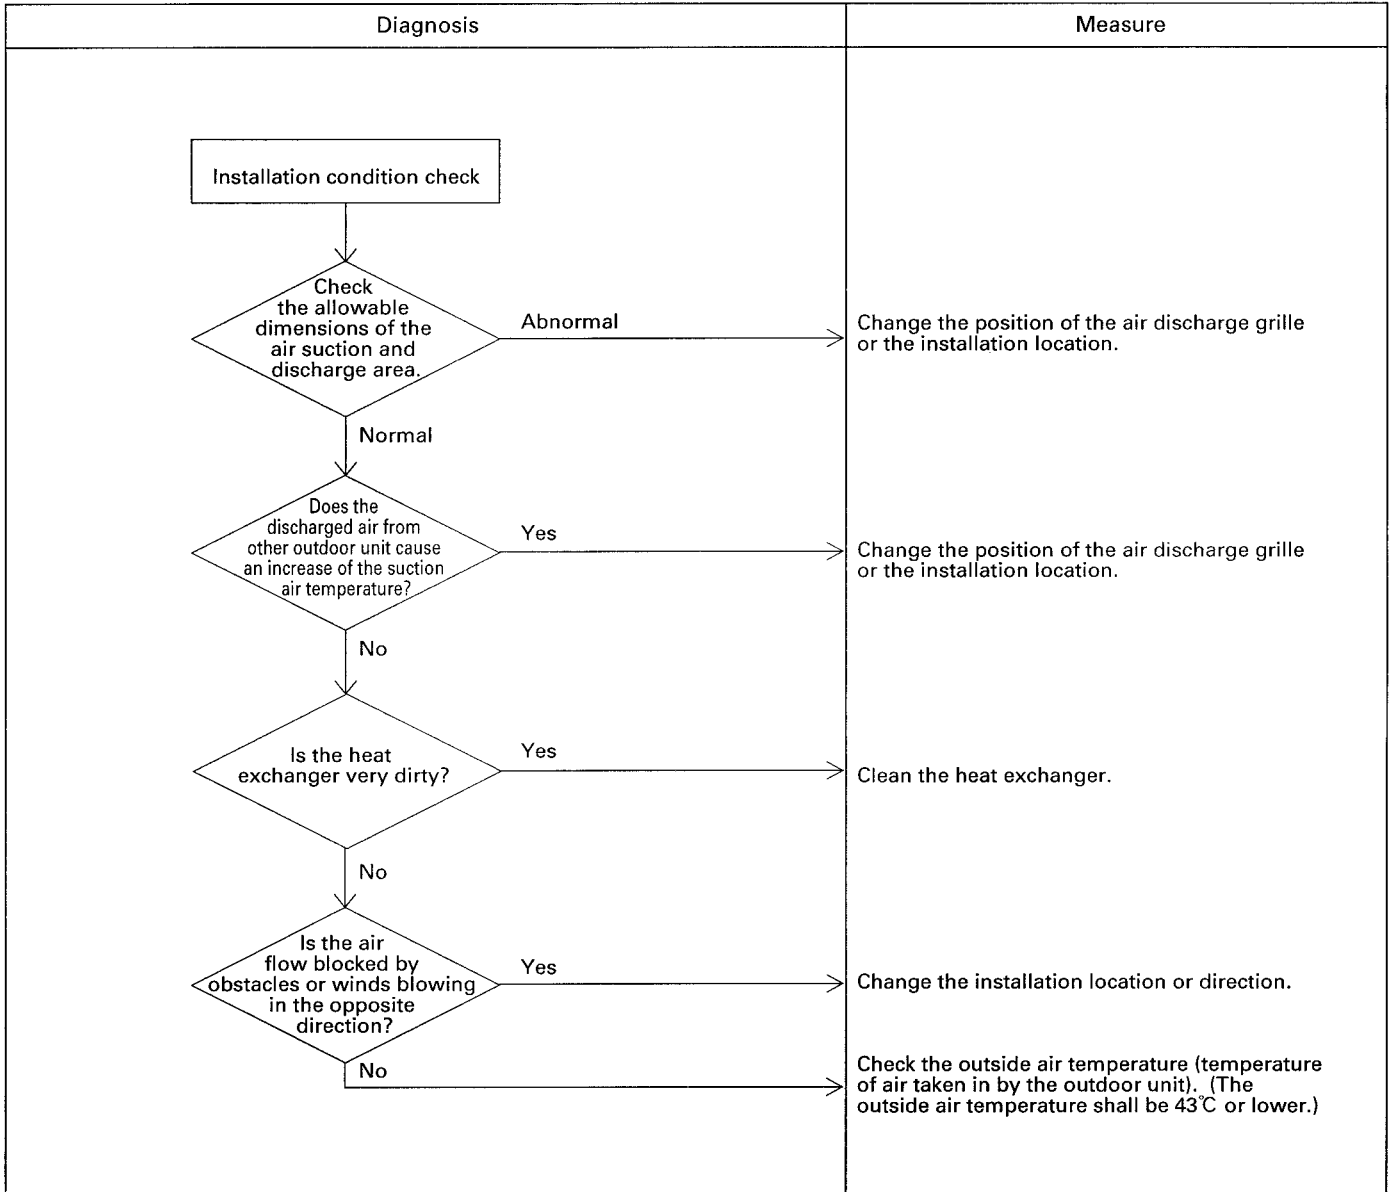 Diagnosis
Measure
Installation condition check
Check
the allowable
dimensions of the
air suction and
discharge area.
Abnormal
Change the position of the air discharge grille
or the installation location.
Normal
Does the
discharged air from
other outdoor unit cause
an increase of the suction
air temperature?
Yes
Change the position of the air discharge grille
or the installation location.
No
Is the heat
exchanger very dirty?
Yes
Clean the heat exchanger.
No
Is the air
flow blocked by
obstacles or winds blowing
in the opposite
direction?
Yes
Change the installation location or direction.
No
Check the outside air temperature (temperature
of air taken in by the outdoor unit). (The
outside air temperature shall be 43℃ or lower.)